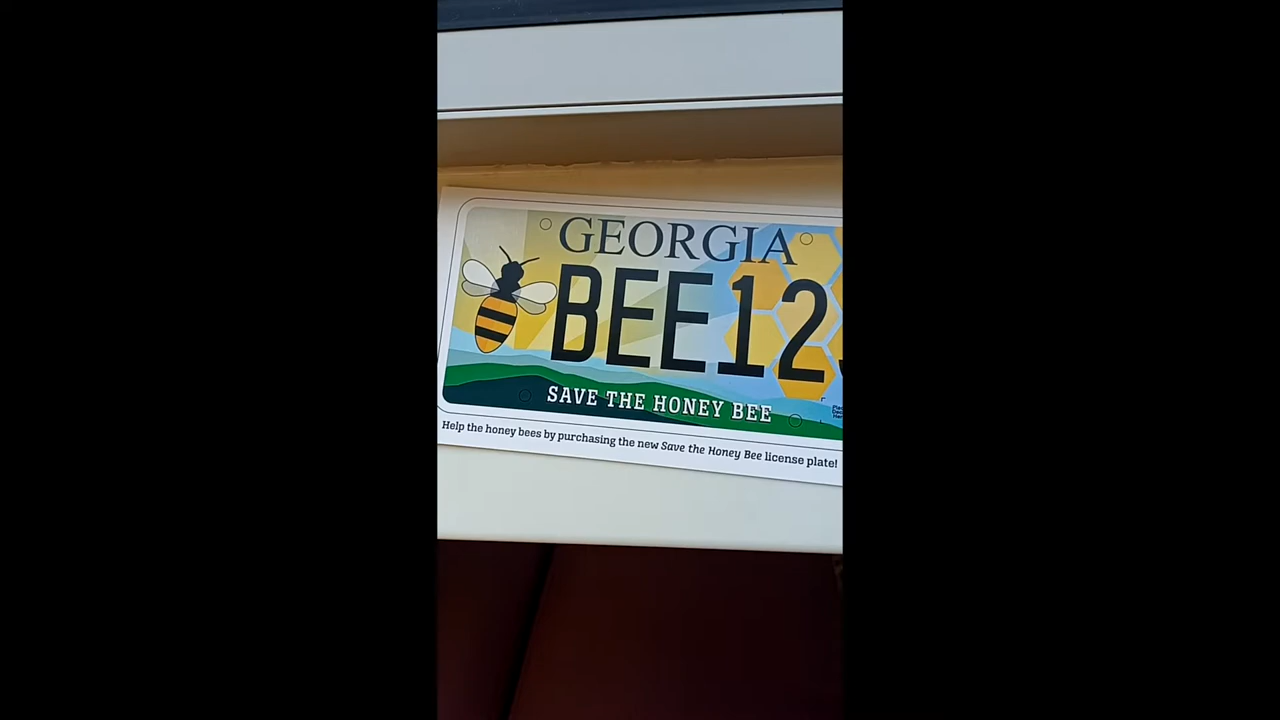 GEORGIA
BEE12
SAVE THE HONEY BEE
Help the honey bees by purchasing the new Save the Honey Bee license plate!